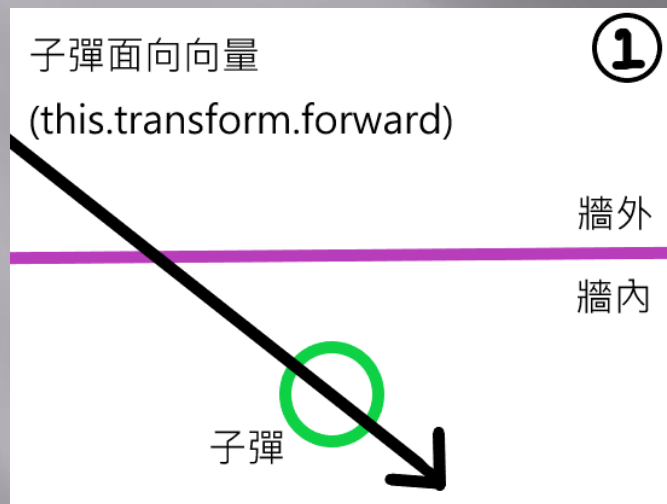 子彈面向向量
①
(this.transform.forward)
牆外
牆內
子彈